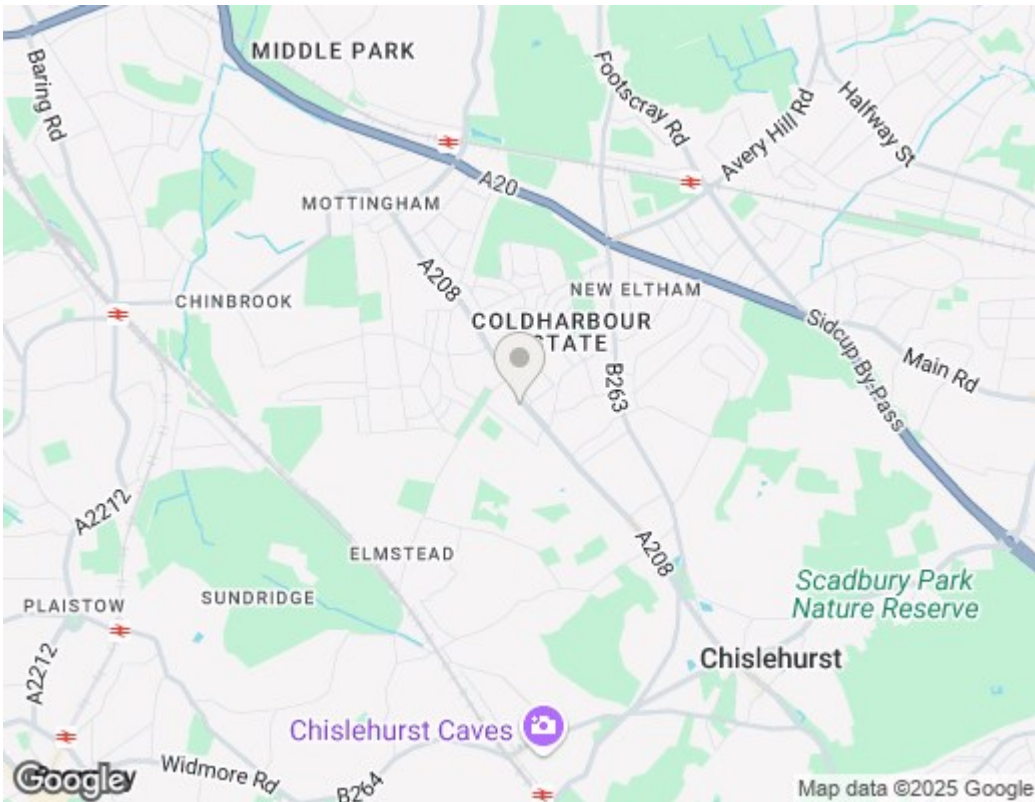 MIDDLE PARK
Baring Rd
Footscray Rd
Avery Hill Rd
Halfway St
A20
MOTTINGHAM
A208
NEW ELTHAM
CHINBROOK
COLDHARBOUR
STATE
B263
Sidcup By-Pass
Main Rd
A2212
ELMSTEAD
A208
SUNDRIDGE
PLAISTOW
Scadbury Park
Nature Reserve
Chislehurst
A2212
Chislehurst Caves
Widmore Rd
B264
Google
Map data ©2025 Google